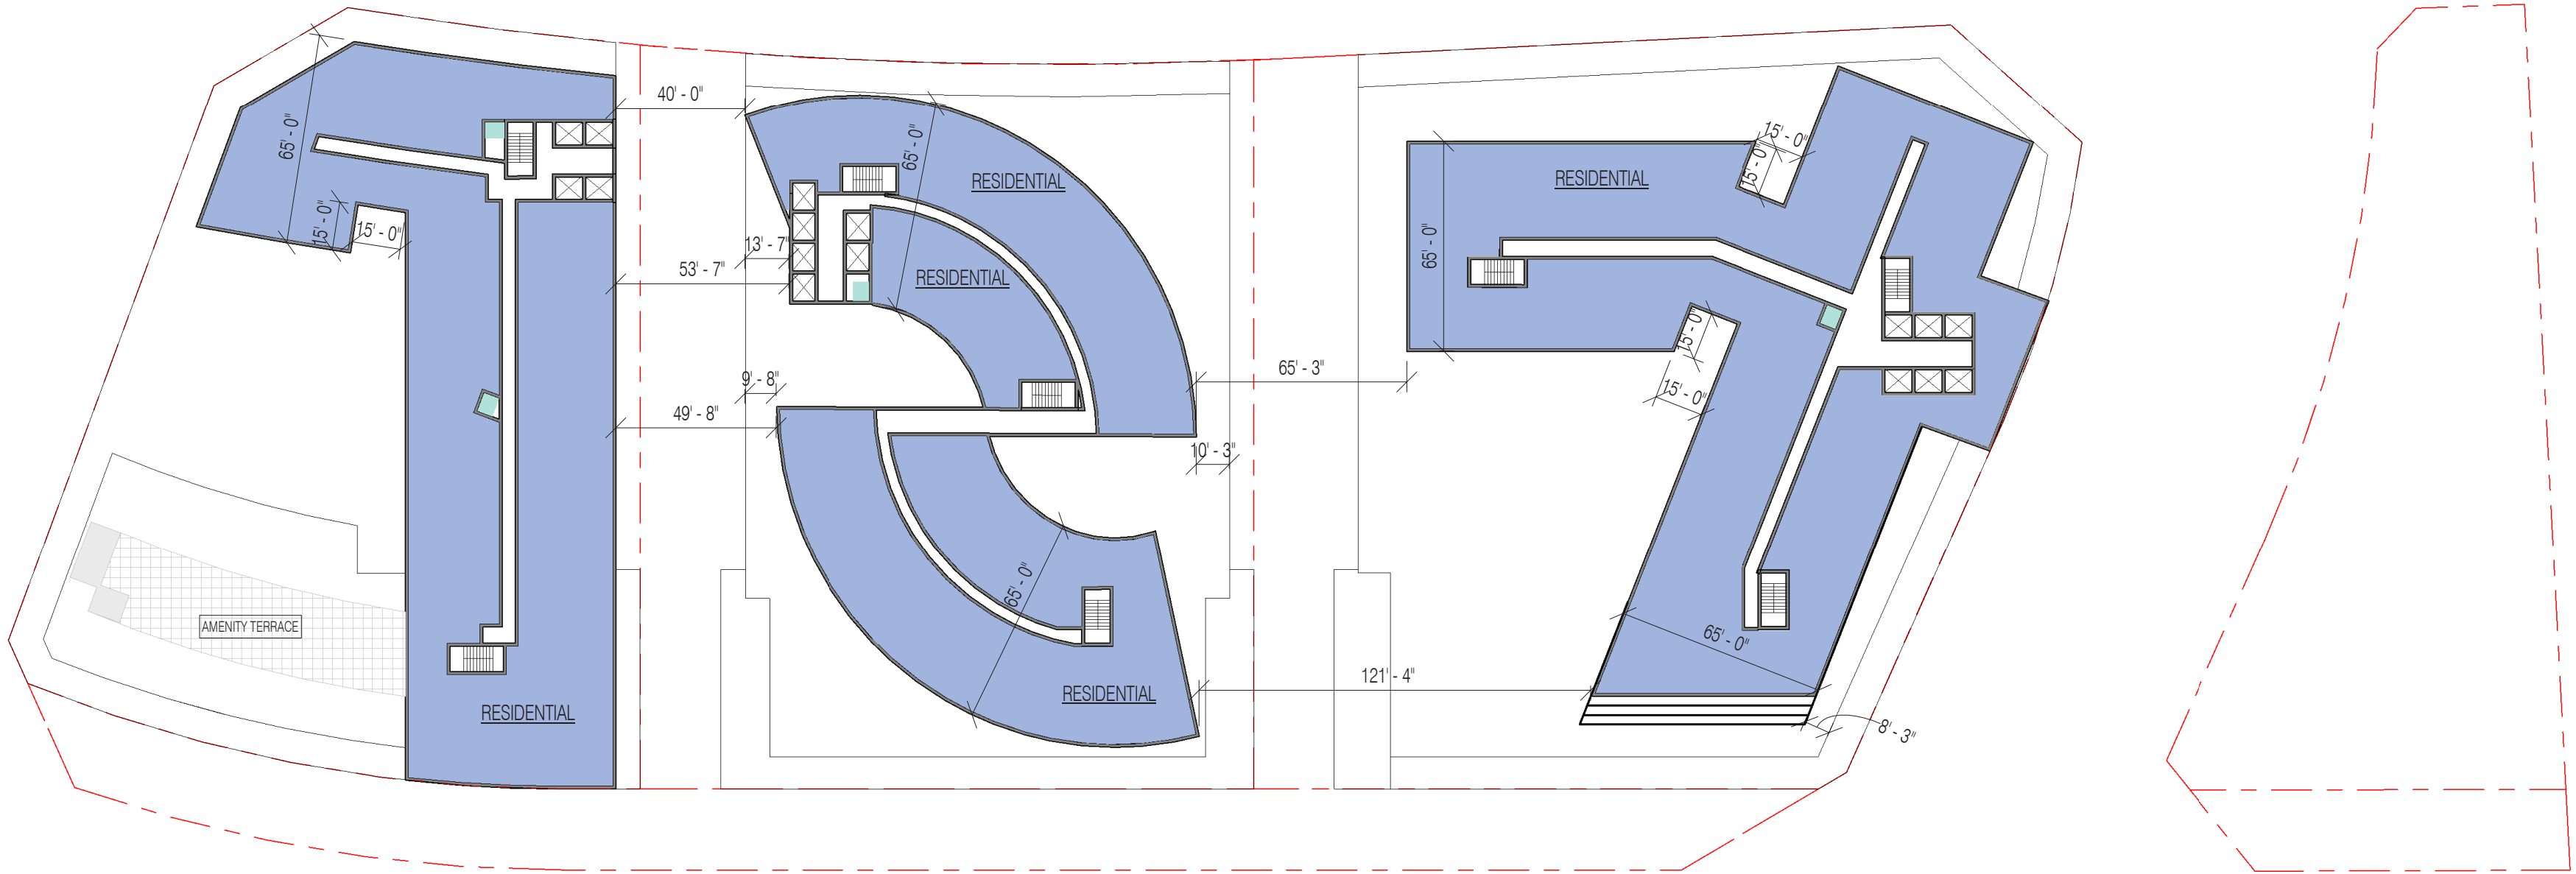 40' - 0"
65' - 0"
65' - 0"
15' - 0"
15' - 0"
RESIDENTIAL
RESIDENTIAL
15' - 0"
15' - 0"
65' - 0"
13' - 7"
53' - 7"
RESIDENTIAL
15' - 0"
65' - 3"
9' - 8"
15' - 0"
49' - 8"
10' - 3"
65' - 0"
AMENITY TERRACE
65' - 0"
121' - 4"
RESIDENTIAL
RESIDENTIAL
8' - 3"